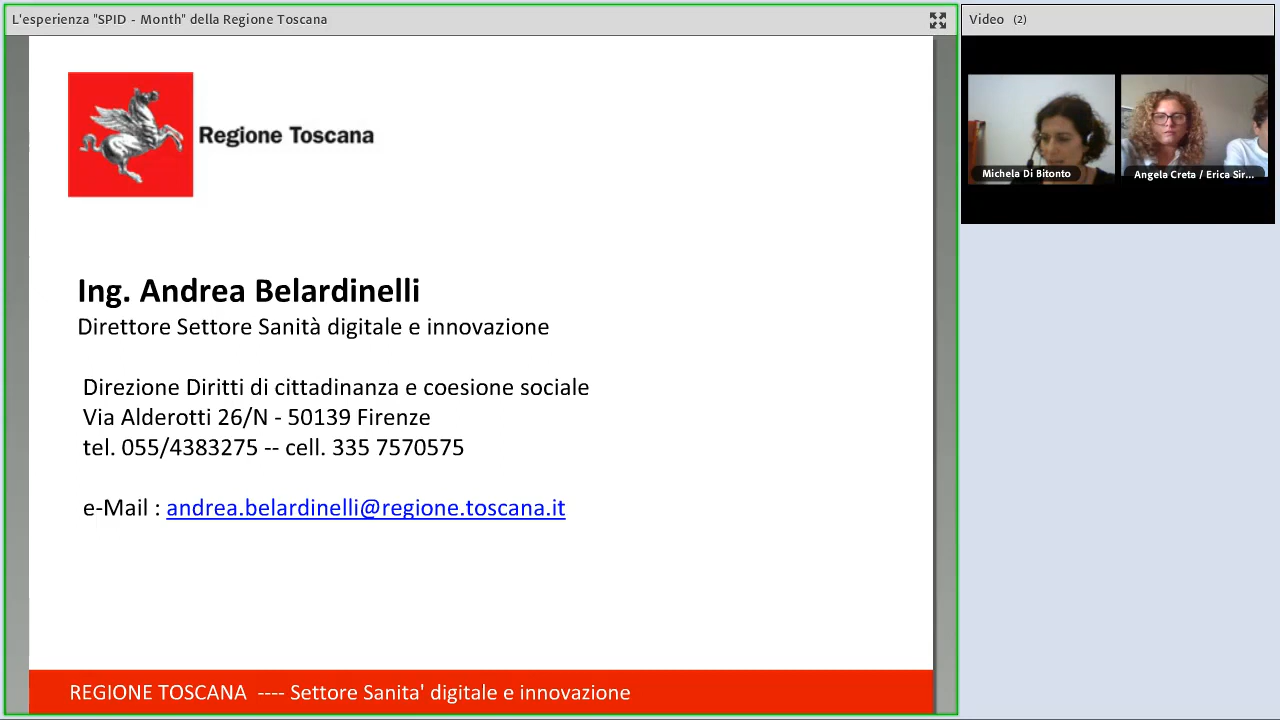 L'esperienza "SPID - Month" della Regione Toscana
Video (2)
Regione Toscana
Michela Di Bitonto
Angela Creta / Erica Sir...
Ing. Andrea Belardinelli
Direttore Settore Sanità digitale e innovazione
Direzione Diritti di cittadinanza e coesione sociale
Via Alderotti 26/N - 50139 Firenze
tel. 055/4383275 -- cell. 335 7570575
e-Mail : andrea.belardinelli@regione.toscana.it
REGIONE TOSCANA ---- Settore Sanita' digitale e innovazione